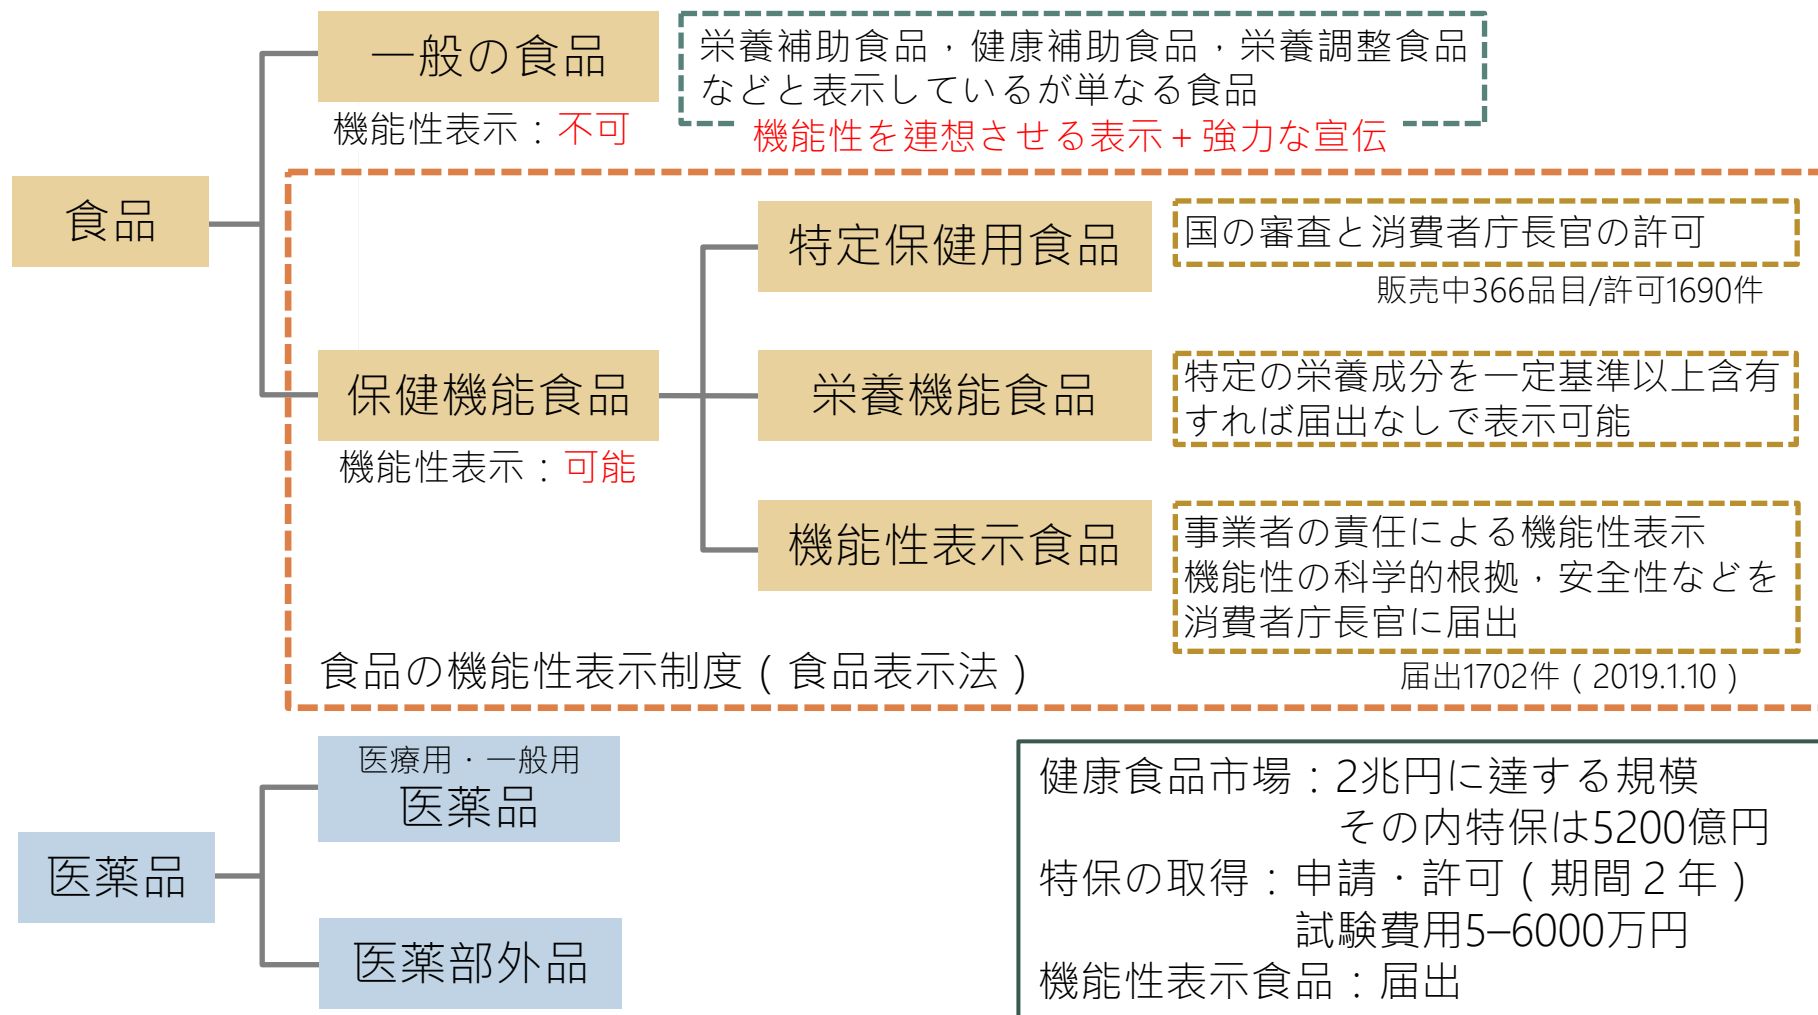 一般の食品
機能性表示：不可
栄養補助食品・健康補助食品・栄養調整食品
などと表示しているが単なる食品
機能性を連想させる表示＋強力な宣伝
食品
特定保健用食品
国の審査と消費者庁長官の許可
販売中366品目/許可1690件
保健機能食品
機能性表示：可能
栄養機能食品
特定の栄養成分を一定基準以上含有
すれば届出なしで表示可能
機能性表示食品
事業者の責任による機能性表示
機能性の科学的根拠・安全性などを
消費者庁長官に届出
届出1702件（2019.1.10）
食品の機能性表示制度（食品表示法）
医療用・一般用
医薬品
医薬品
医薬部外品
健康食品市場：2兆円に達する規模
その内特保は5200億円
特保の取得：申請・許可（期間２年）
試験費用5–6000万円
機能性表示食品：届出